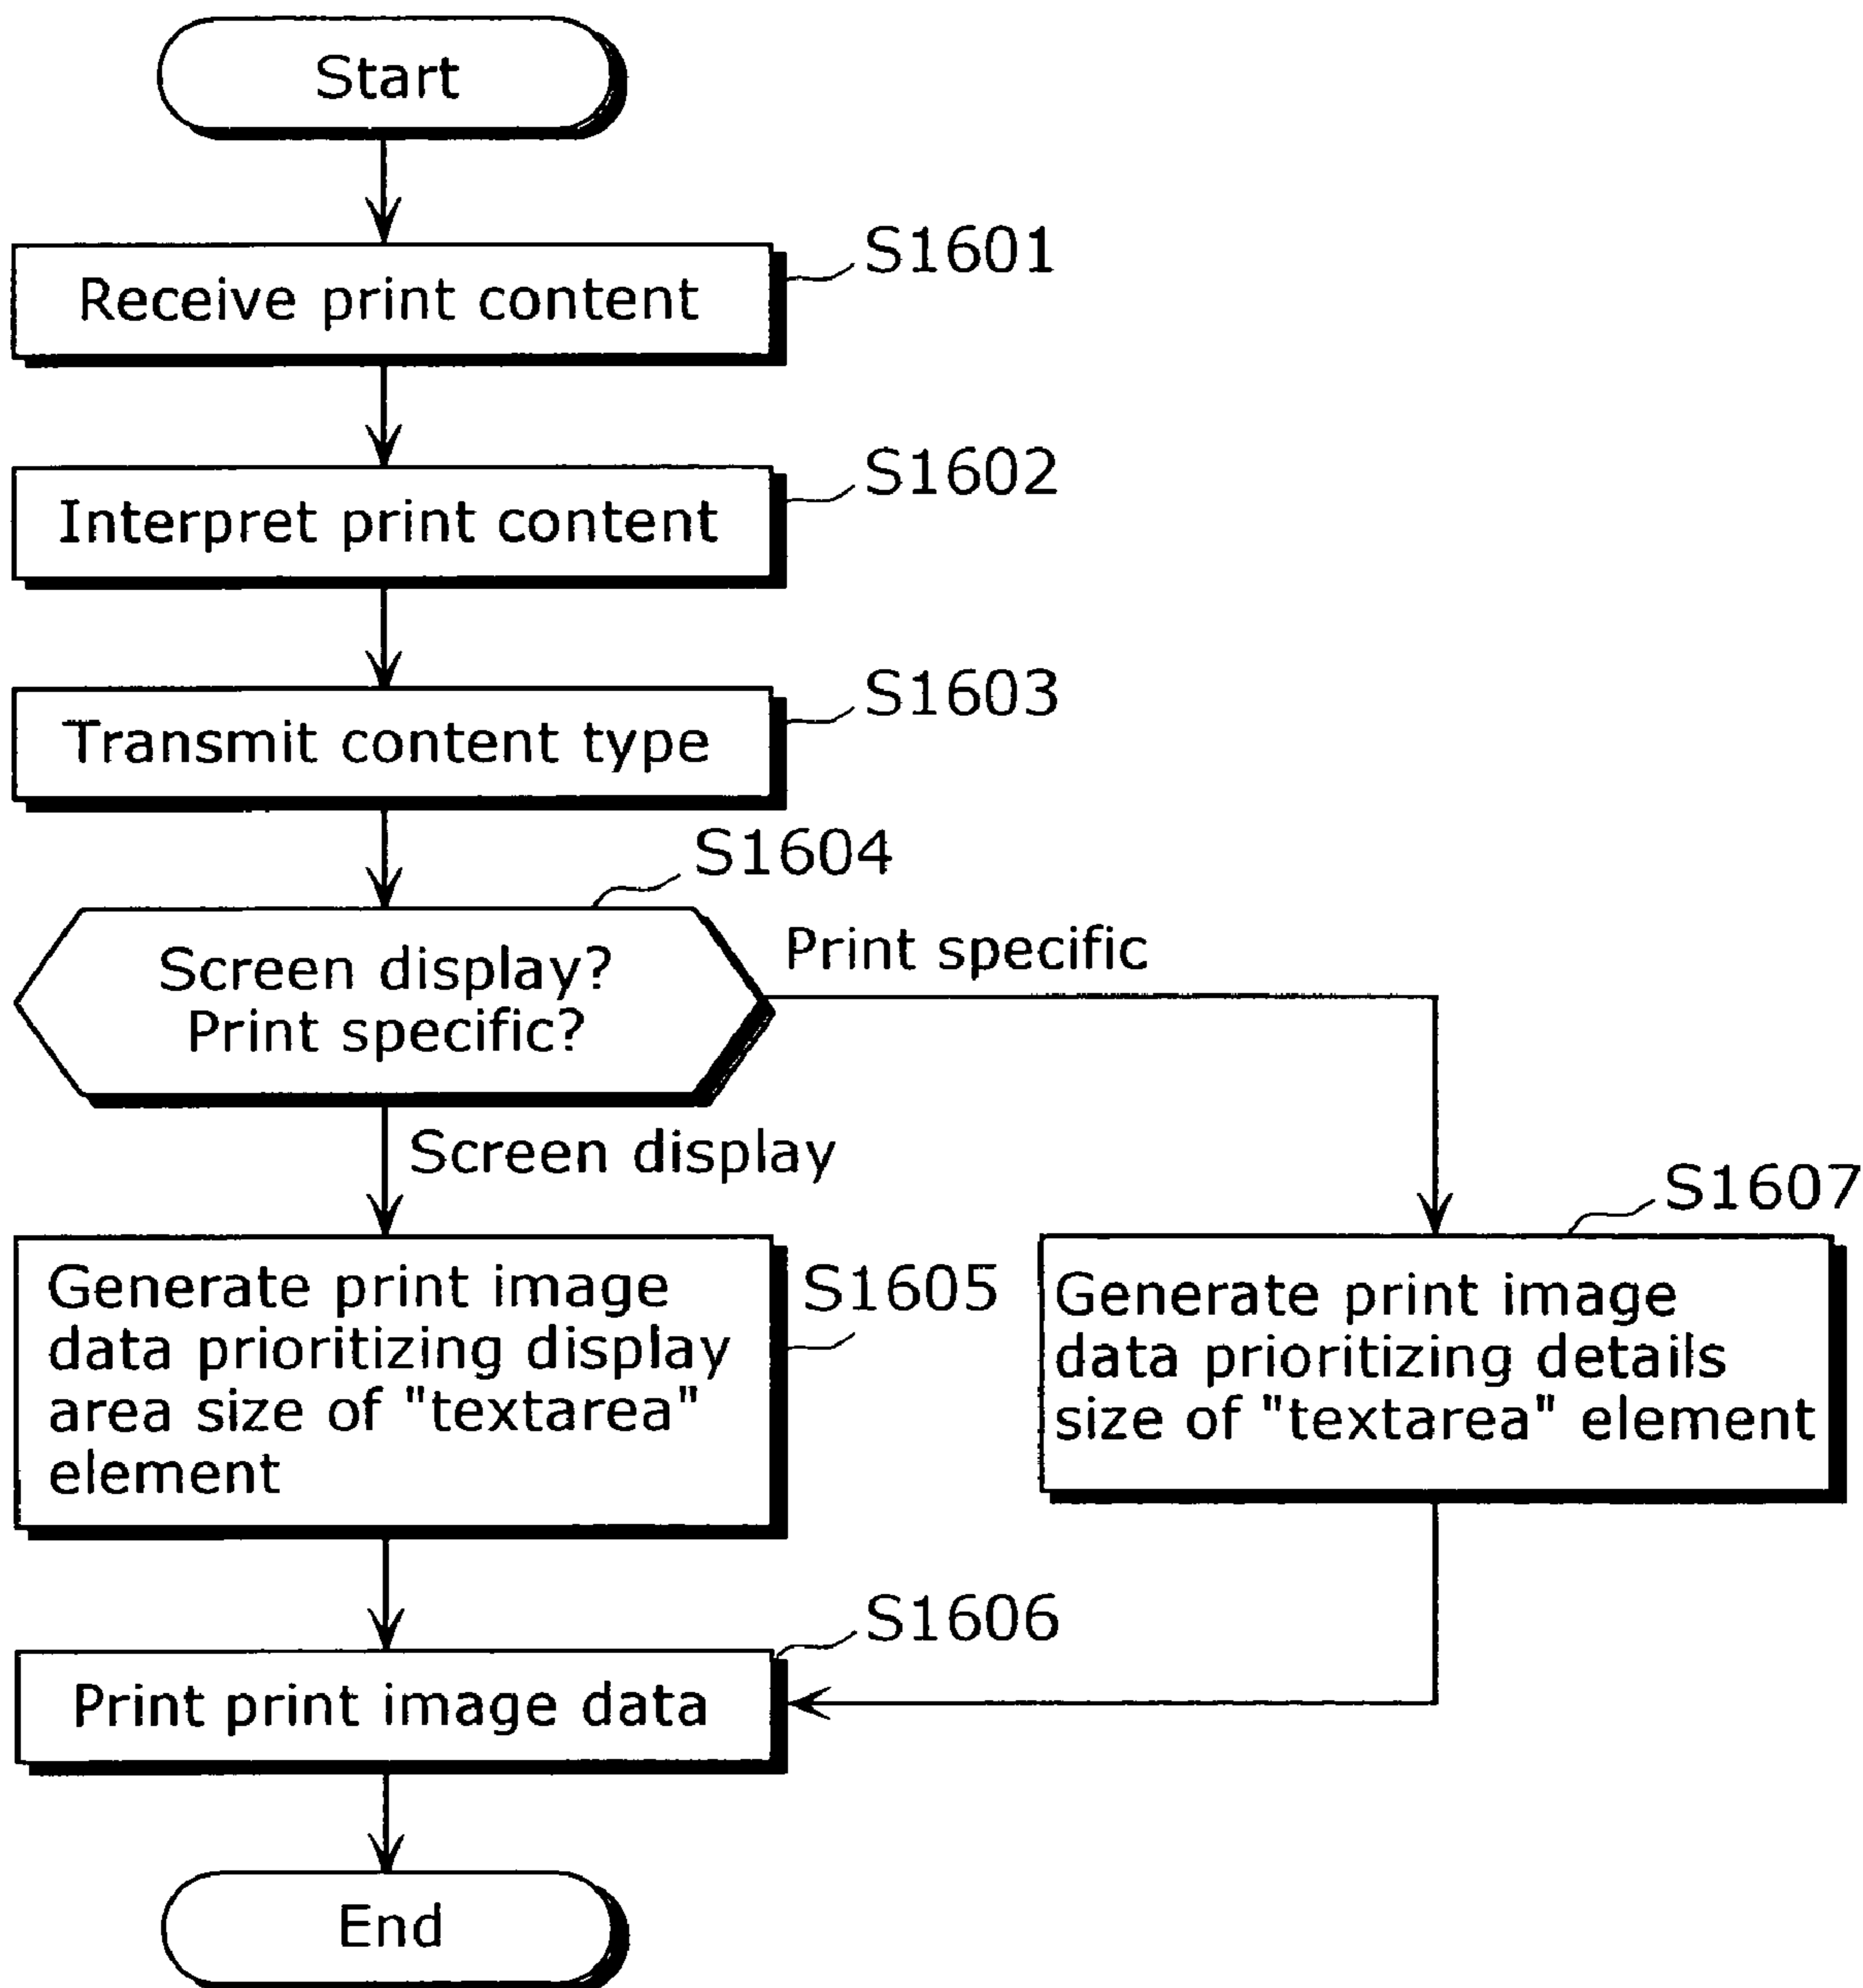 Start
S1601
Receive print content
S1602
Interpret print content
S1603
Transmit content type
S1604
Screen display?
Print specific?
Print specific
Screen display
S1605
Generate print image
data prioritizing display
area size of "textarea"
element
S1607
Generate print image
data prioritizing details
size of "textarea" element
S1606
Print print image data
End